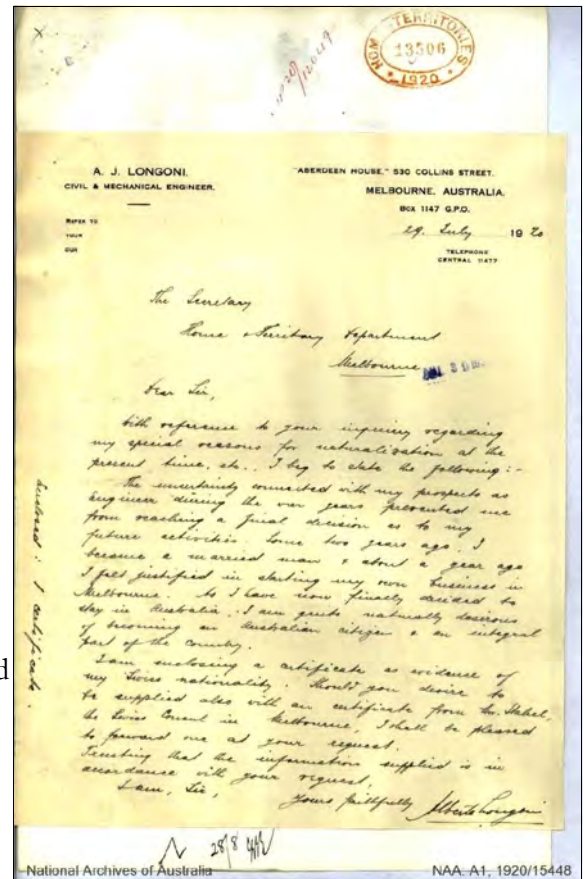 x
HOME & TERRITORIES
13506
1920
A. J. LONGONI.
CIVIL & MECHANICAL ENGINEER.
"ABERDEEN HOUSE," 530 COLLINS STREET.
MELBOURNE, AUSTRALIA.
BOX 1147 G.P.O.
REFER TO
YOUR
OUR
29. July 1920
TELEPHONE
CENTRAL 11477
The Secretary
Home & Territory Department
Melbourne
Dear Sir,
With reference to your inquiry regarding
my special reasons for naturalization at the
present time, etc., I beg to state the following:-
The uncertainty connected with my prospects as
Engineer during the war years prevented me
from reaching a final decision as to my
future activities. Some two years ago, I
became a married man & about a year ago
I felt justified in starting my own business in
Melbourne. As I have now finally decided to
stay in Australia, I am quite naturally desirous
of becoming an Australian citizen & an integral
part of the country.
I am enclosing a certificate as evidence of
my Swiss nationality. Should you desire to
be supplied also with an certificate from Mr. Stahel,
the Swiss Consul in Melbourne, I shall be pleased
to forward one at your request.
Trusting that the information supplied is in
accordance with your request,
I am, Sir,
Yours faithfully Alberto Longoni
Enclosed: 1 certificate.
d
28/8
National Archives of Australia
NAA: A1, 1920/15448